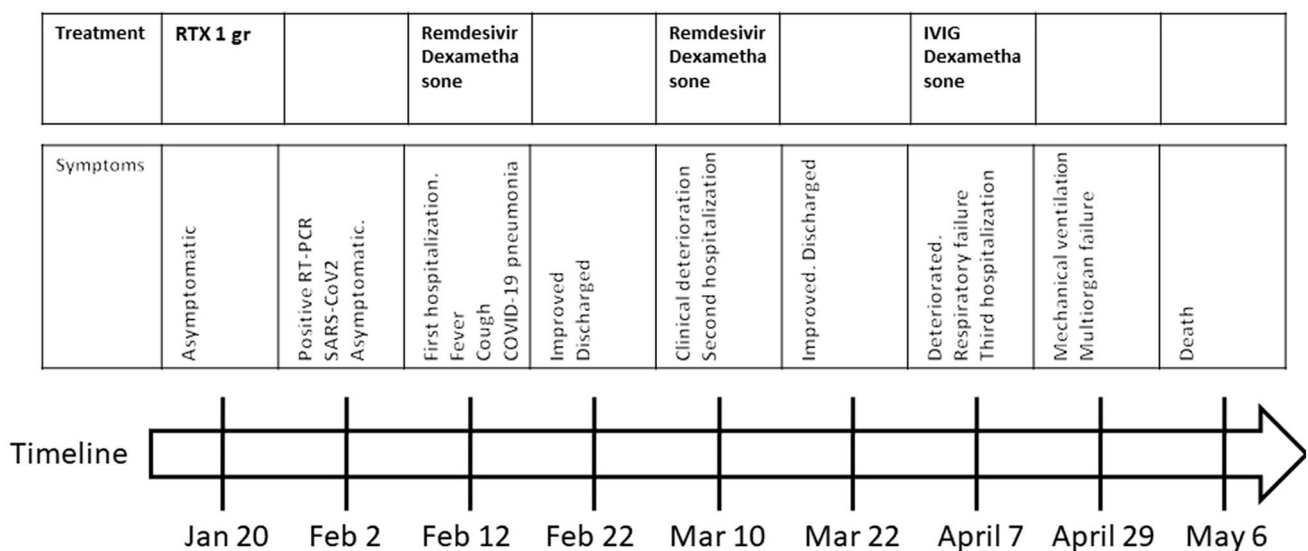 Treatment
RTX 1 gr
Remdesivir
Dexametha
sone
Remdesivir
Dexametha
sone
IVIG
Dexametha
sone
Symptoms
Asymptomatic
Positive RT-PCR
SARS-CoV2
Asymptomatic.
First hospitalization.
Fever
Cough
COVID-19 pneumonia
Improved
Discharged
Clinical deterioration
Second hospitalization
Improved. Discharged
Deteriorated.
Respiratory failure
Third hospitalization
Mechanical ventilation
Multiorgan failure
Death
Timeline
Jan 20
Feb 2
Feb 12
Feb 22
Mar 10
Mar 22
April 7
April 29
May 6